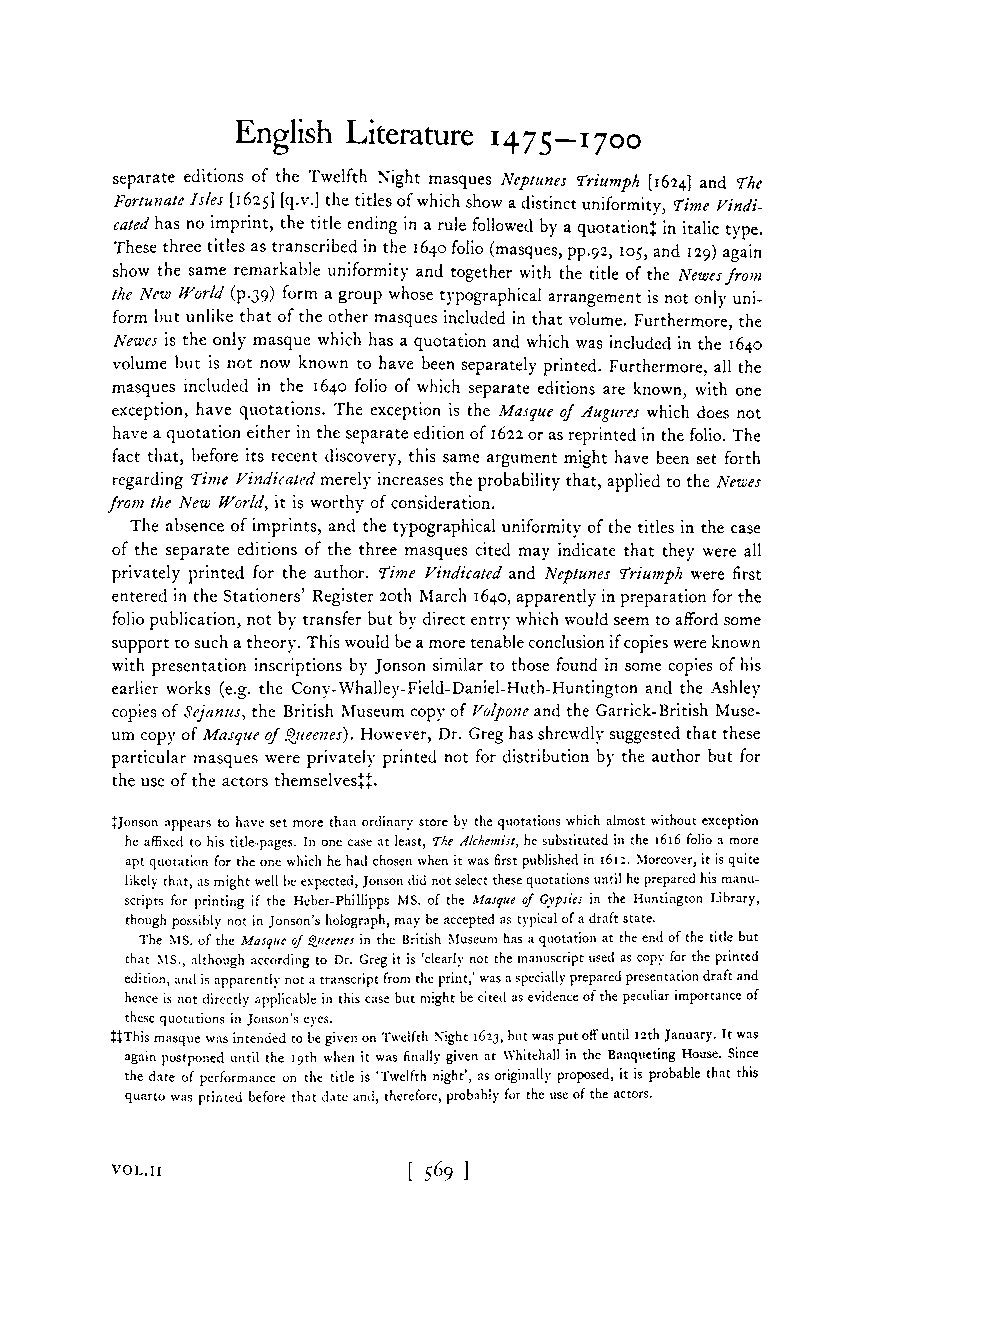 English Literature 1475–1700
separate editions of the Twelfth Night masques Neptunes Triumph [1624] and The
Fortunate Isles [1625] [q.v.] the titles of which show a distinct uniformity, Time Vindi-
cated has no imprint, the title ending in a rule followed by a quotation‡ in italic type.
These three titles as transcribed in the 1640 folio (masques, pp.92, 105, and 129) again
show the same remarkable uniformity and together with the title of the Newes from
the New World (p.39) form a group whose typographical arrangement is not only uni-
form but unlike that of the other masques included in that volume. Furthermore, the
Newes is the only masque which has a quotation and which was included in the 1640
volume but is not now known to have been separately printed. Furthermore, all the
masques included in the 1640 folio of which separate editions are known, with one
exception, have quotations. The exception is the Masque of Augures which does not
have a quotation either in the separate edition of 1622 or as reprinted in the folio. The
fact that, before its recent discovery, this same argument might have been set forth
regarding Time Vindicated merely increases the probability that, applied to the Newes
from the New World, it is worthy of consideration.
The absence of imprints, and the typographical uniformity of the titles in the case
of the separate editions of the three masques cited may indicate that they were all
privately printed for the author. Time Vindicated and Neptunes Triumph were first
entered in the Stationers' Register 20th March 1640, apparently in preparation for the
folio publication, not by transfer but by direct entry which would seem to afford some
support to such a theory. This would be a more tenable conclusion if copies were known
with presentation inscriptions by Jonson similar to those found in some copies of his
earlier works (e.g. the Cony-Whalley-Field-Daniel-Huth-Huntington and the Ashley
copies of Sejanus, the British Museum copy of Volpone and the Garrick-British Muse-
um copy of Masque of Queenes). However, Dr. Greg has shrewdly suggested that these
particular masques were privately printed not for distribution by the author but for
the use of the actors themselves‡‡.
‡Jonson appears to have set more than ordinary store by the quotations which almost without exception
he affixed to his title-pages. In one case at least, The Alchemist, he substituted in the 1616 folio a more
apt quotation for the one which he had chosen when it was first published in 1612. Moreover, it is quite
likely that, as might well be expected, Jonson did not select these quotations until he prepared his manu-
scripts for printing if the Heber-Phillipps MS. of the Masque of Gypsies in the Huntington Library,
though possibly not in Jonson's holograph, may be accepted as typical of a draft state.
The MS. of the Masque of Queenes in the British Museum has a quotation at the end of the title but
that MS., although according to Dr. Greg it is 'clearly not the manuscript used as copy for the printed
edition, and is apparently not a transcript from the print,' was a specially prepared presentation draft and
hence is not directly applicable in this case but might be cited as evidence of the peculiar importance of
these quotations in Jonson's eyes.
‡‡This masque was intended to be given on Twelfth Night 1623, but was put off until 12th January. It was
again postponed until the 19th when it was finally given at Whitehall in the Banqueting House. Since
the date of performance on the title is 'Twelfth night', as originally proposed, it is probable that this
quarto was printed before that date and, therefore, probably for the use of the actors.
VOL.II
[ 569 ]